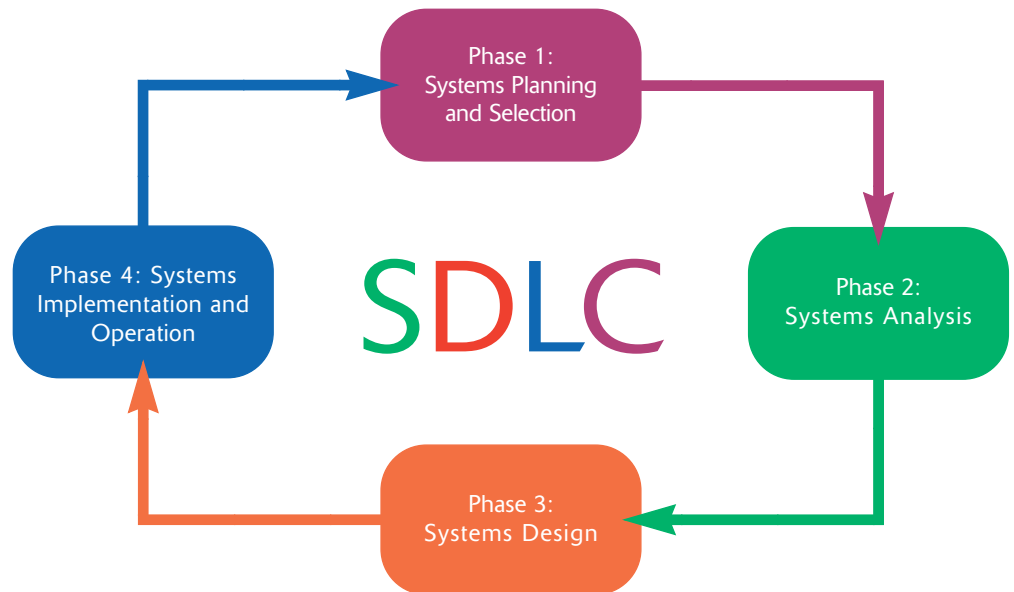 Phase 1:
Systems Planning
and Selection
Phase 4: Systems
Implementation and
Operation
SDLC
Phase 2:
Systems Analysis
Phase 3:
Systems Design